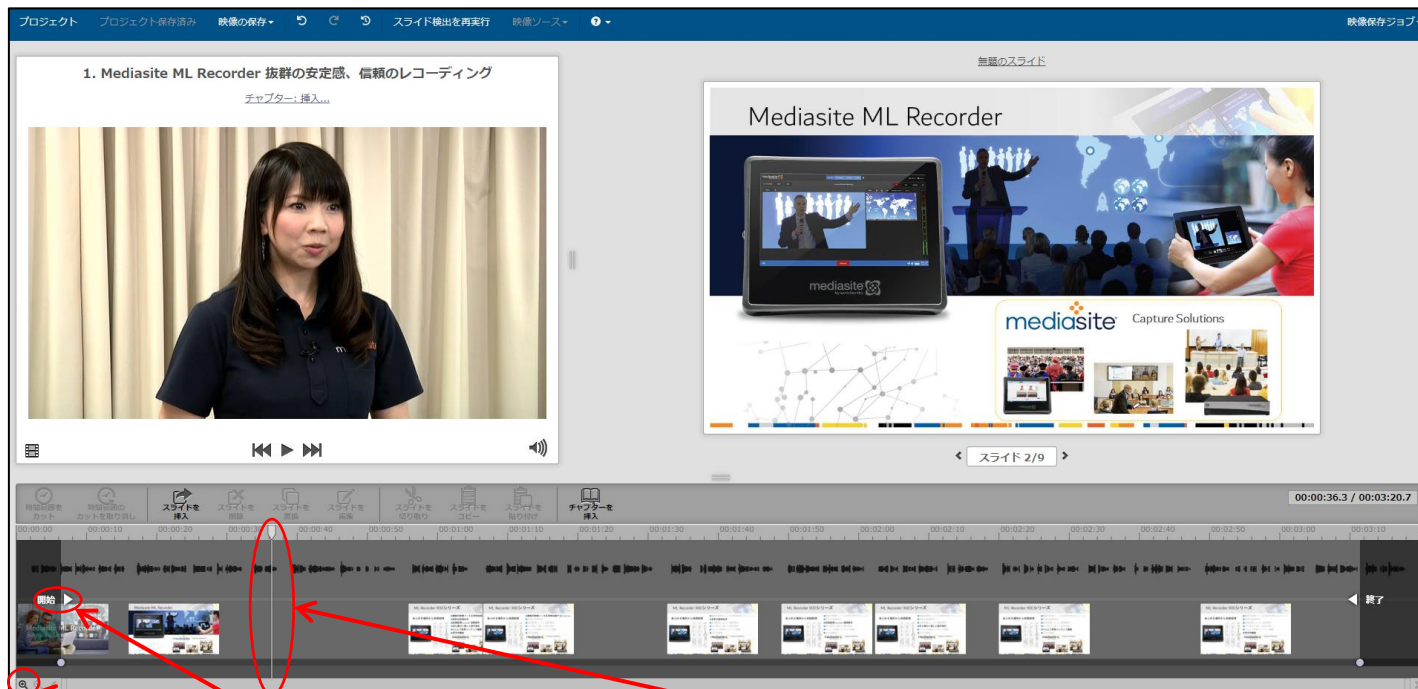 プロジェクト プロジェクト保存済み 映像の保存 スライド検出を再実行 映像ソース 映像保存ジョブ
1. Mediasite ML Recorder 抜群の安定感、信頼のレコーディング
チャプター: 挿入...
無題のスライド
Mediasite ML Recorder
mediasite
mediasite Capture Solutions
スライド 2/9
時間範囲をカット
時間範囲のカットを取り消し
スライドを挿入
スライドを削除
スライドを置換
スライドを編集
スライドを切り取り
スライドをコピー
スライドを貼り付け
チャプターを挿入
00:00:36.3 / 00:03:20.7
00:00:00 00:00:10 00:00:20 00:00:40 00:00:50 00:01:00 00:01:10 00:01:20 00:01:30 00:01:40 00:01:50 00:02:00 00:02:10 00:02:20 00:02:30 00:02:40 00:02:50 00:03:00 00:03:10
開始
終了